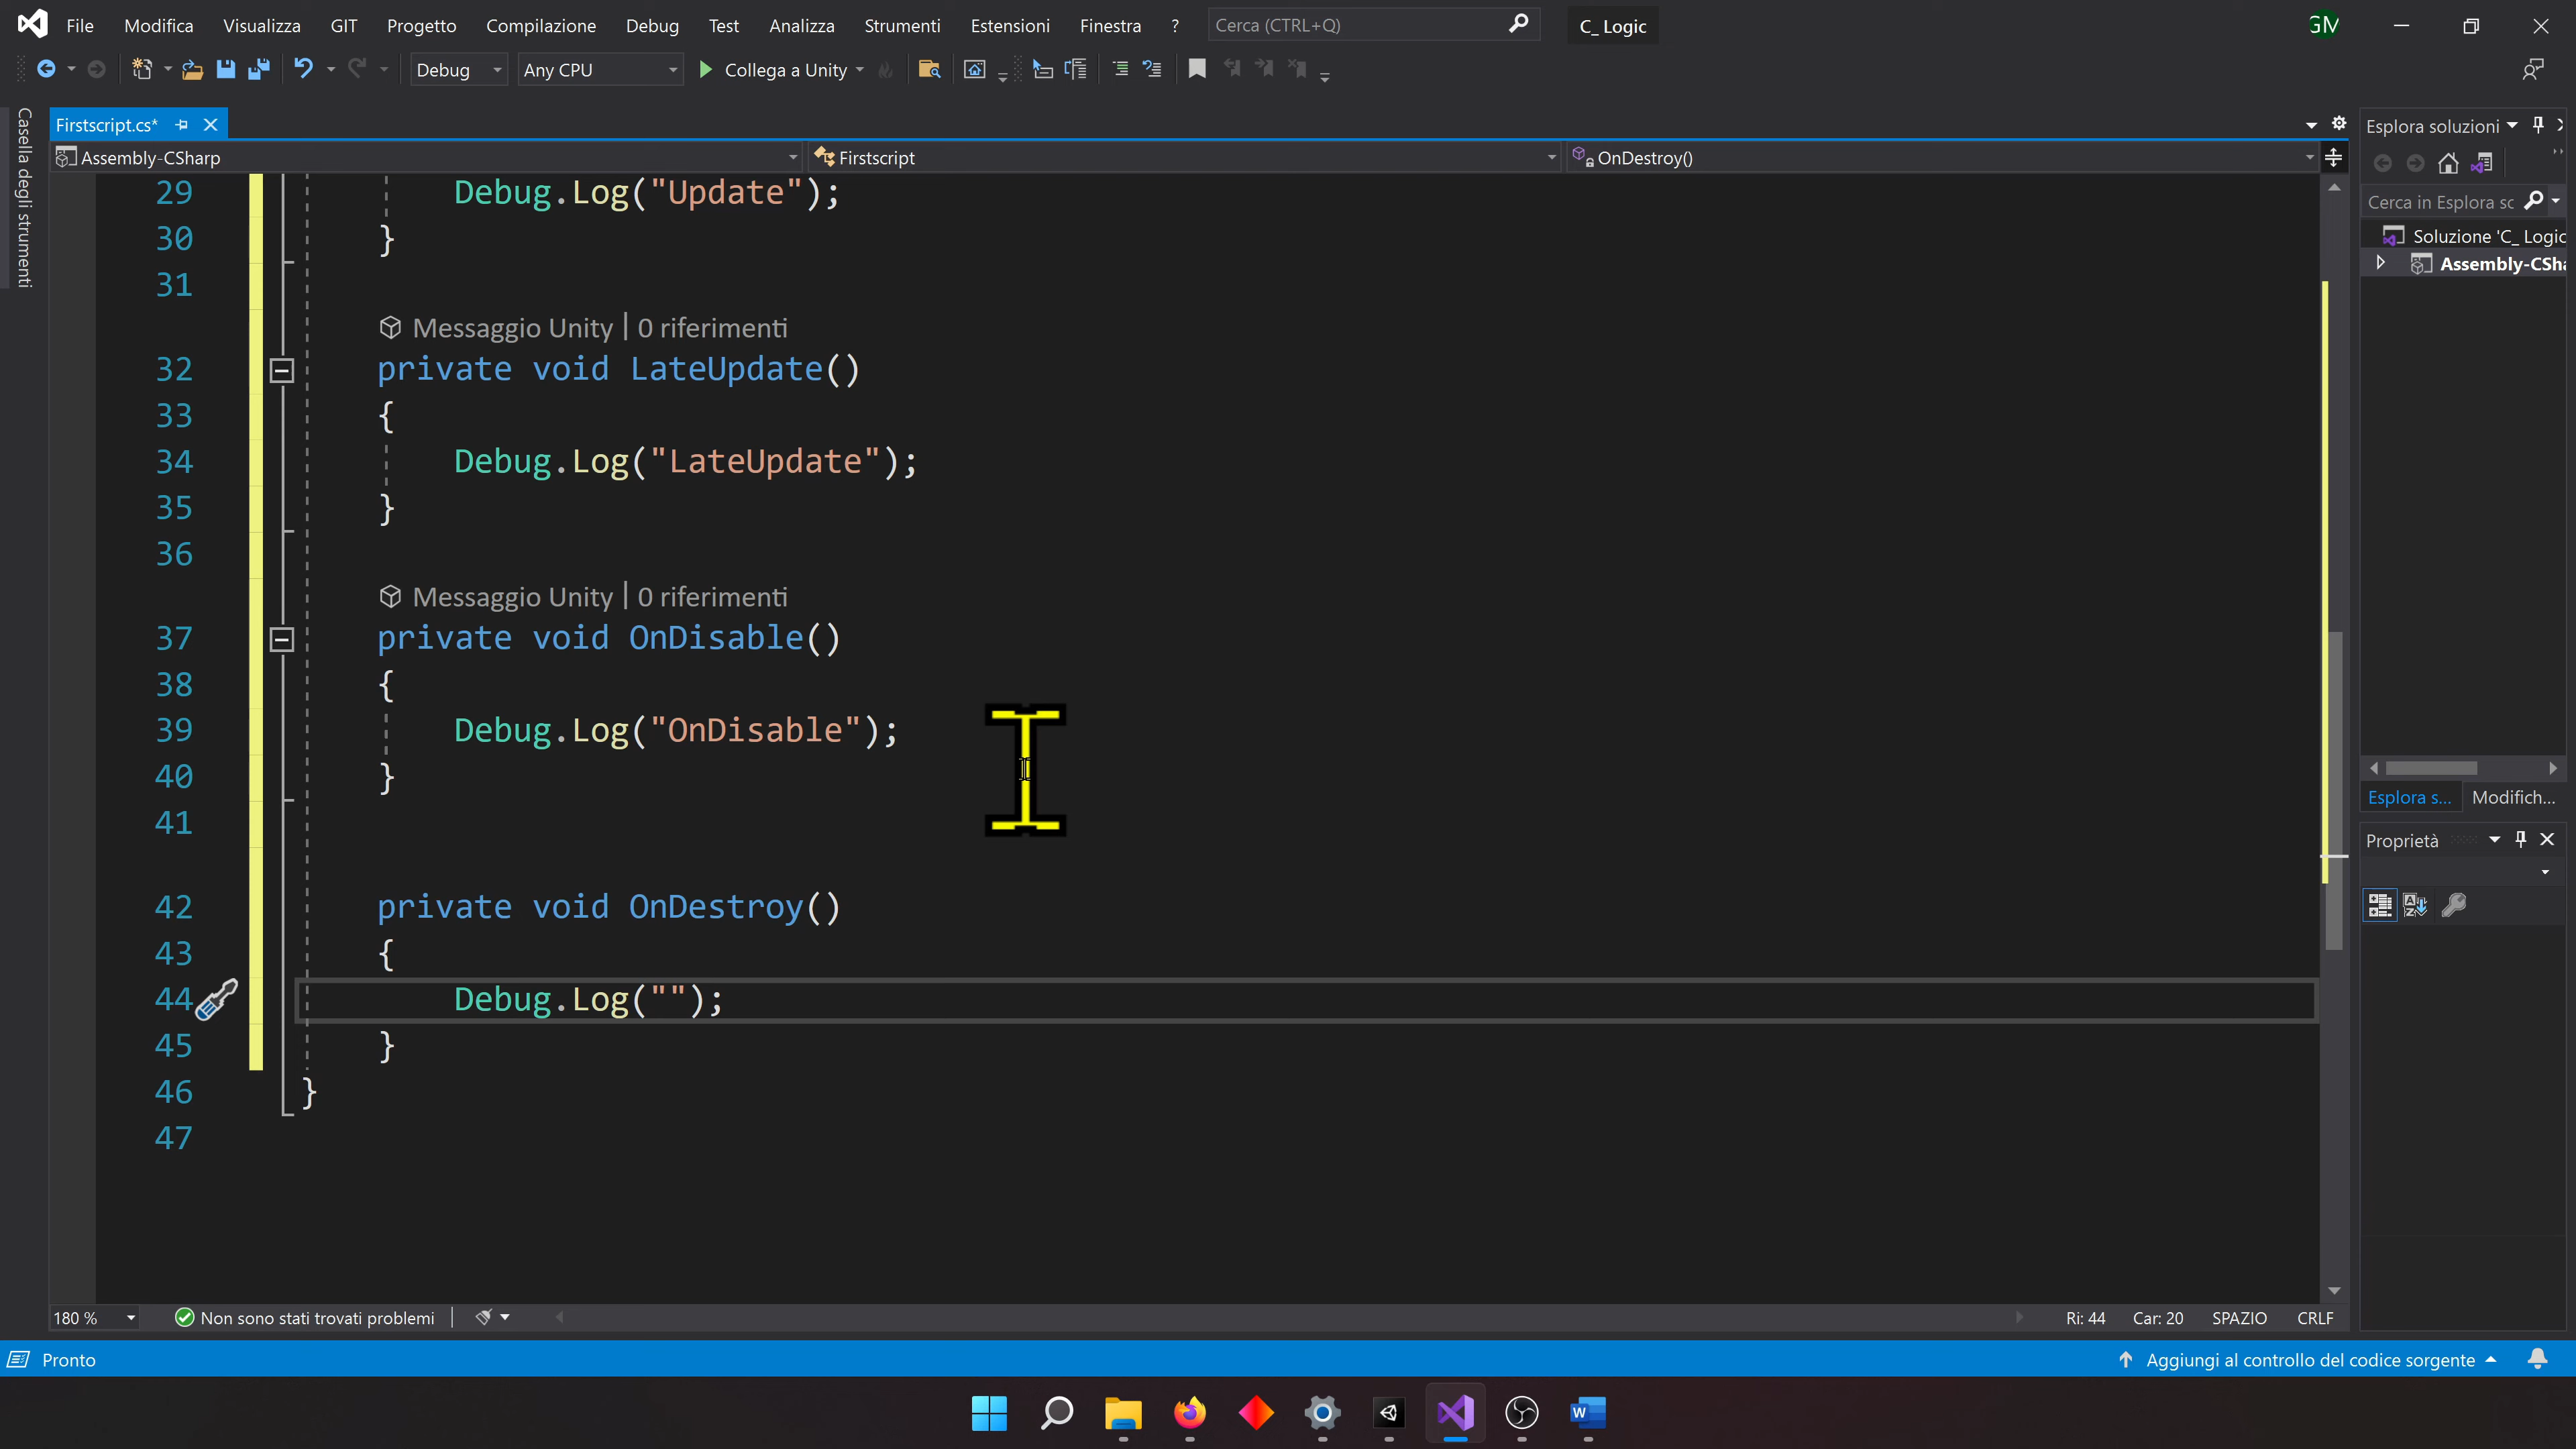 File Modifica Visualizza GIT Progetto Compilazione Debug Test Analizza Strumenti Estensioni Finestra ? Cerca (CTRL+Q) C_ Logic GM
Debug Any CPU Collega a Unity
Casella degli strumenti
Firstscript.cs*
Assembly-CSharp Firstscript OnDestroy()
29 Debug.Log("Update");
30 }
31
Messaggio Unity | 0 riferimenti
32 private void LateUpdate()
33 {
34 Debug.Log("LateUpdate");
35 }
36
Messaggio Unity | 0 riferimenti
37 private void OnDisable()
38 {
39 Debug.Log("OnDisable");
40 }
41
42 private void OnDestroy()
43 {
44 Debug.Log("");
45 }
46 }
47
180 % Non sono stati trovati problemi Ri: 44 Car: 20 SPAZIO CRLF
Esplora soluzioni
Cerca in Esplora sc
Soluzione 'C_ Logic
Assembly-CSha
Esplora s... Modifich...
Proprietà
Pronto Aggiungi al controllo del codice sorgente